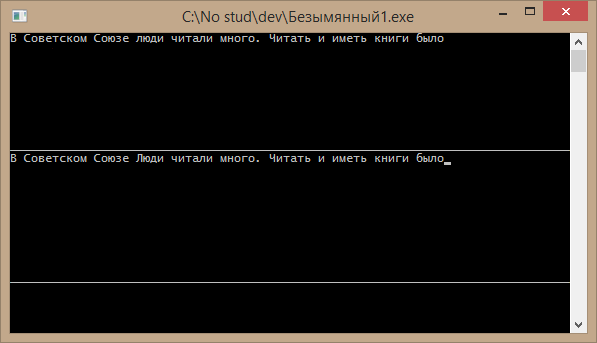 C:\No stud\dev\Безымянный1.exe
В Советском Союзе люди читали много. Читать и иметь книги было
В Советском Союзе Люди читали много. Читать и иметь книги было